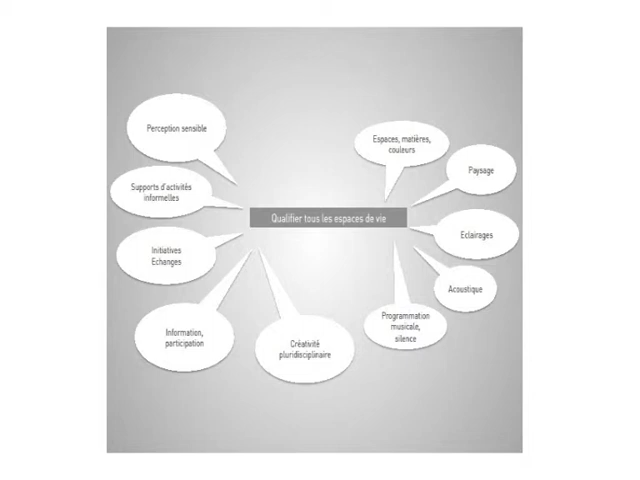 Perception sensible
Espaces, matières,
couleurs
Paysage
Supports d'activités
informelles
Qualifier tous les espaces de vie
Eclairages
Initiatives
Echanges
Acoustique
Programmation
musicale,
silence
Information,
participation
Créativité
pluridisciplinaire